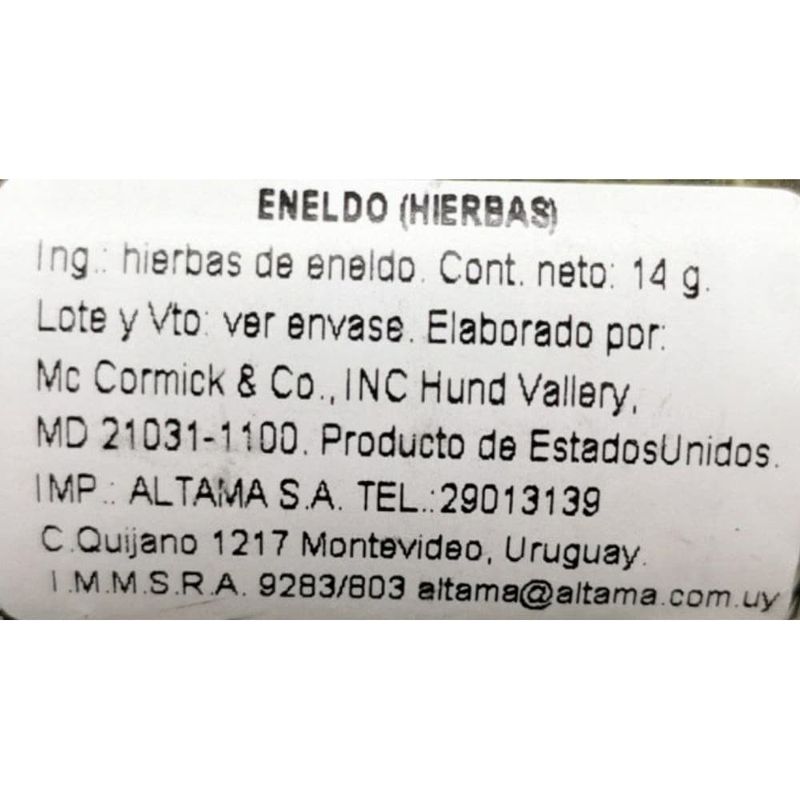 ENELDO (HIERBAS)
Ing.: hierbas de eneldo. Cont. neto: 14 g.
Lote y Vto: ver envase. Elaborado por:
Mc Cormick & Co., INC Hund Vallery,
MD 21031-1100. Producto de EstadosUnidos.
IMP.: ALTAMA S.A. TEL.:29013139
C.Quijano 1217 Montevideo, Uruguay.
I.M.M.S.R.A. 9283/803 altama@altama.com.uy